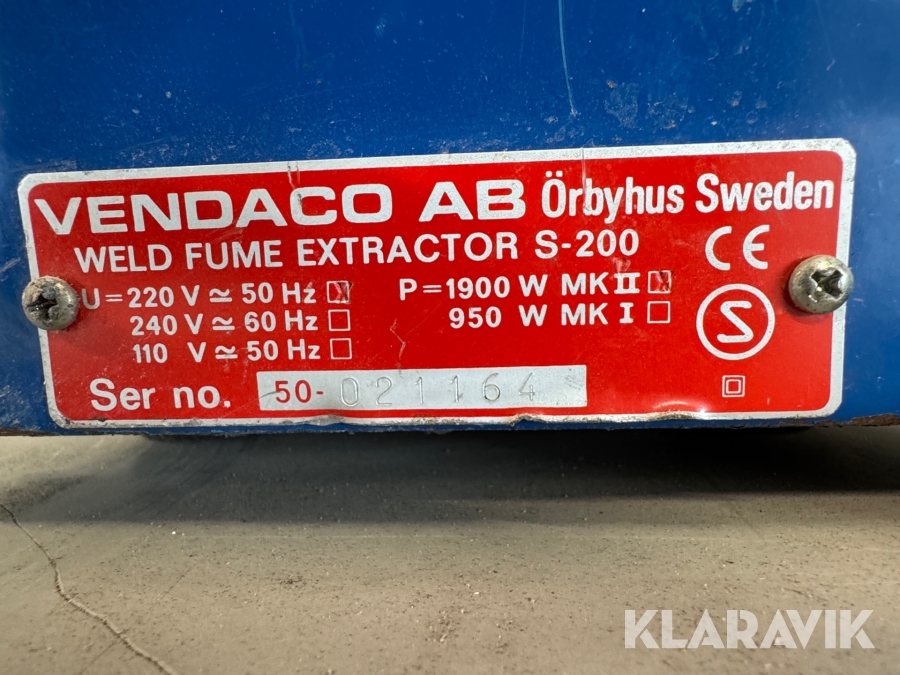 VENDACO AB Örbyhus Sweden
WELD FUME EXTRACTOR S-200
CE
U=220 V≃50 Hz ☒ P=1900 W MK II ☒
240 V≃60 Hz ☐ 950 W MK I ☐
110 V≃50 Hz ☐
S
Ser no. 50-021164
KLARAVIK